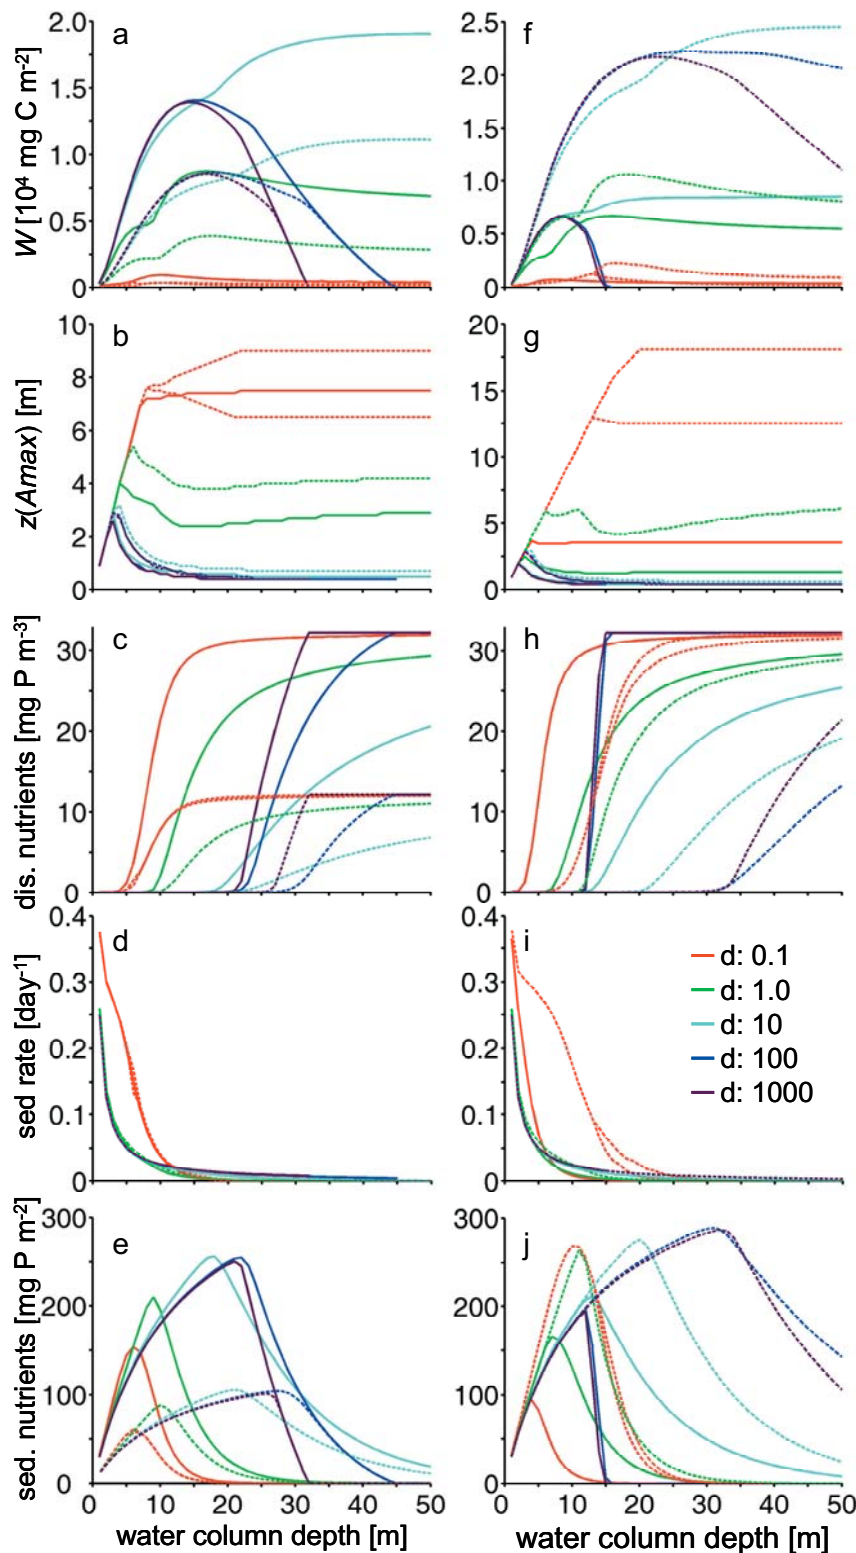 a
f
2.0
1.5
1.0
0.5
0
W [10⁴ mg C m⁻²]
2.5
2.0
1.5
1.0
0.5
0
b
g
10
8
6
4
2
0
z(Amax) [m]
20
15
10
5
0
c
h
30
20
10
0
dis. nutrients [mg P m⁻³]
30
20
10
0
d
i
0.4
0.3
0.2
0.1
0
sed rate [day⁻¹]
0.4
0.3
0.2
0.1
0
d: 0.1
d: 1.0
d: 10
d: 100
d: 1000
e
j
300
200
100
0
sed. nutrients [mg P m⁻²]
300
200
100
0
0 10 20 30 40 50
0 10 20 30 40 50
water column depth [m]
water column depth [m]